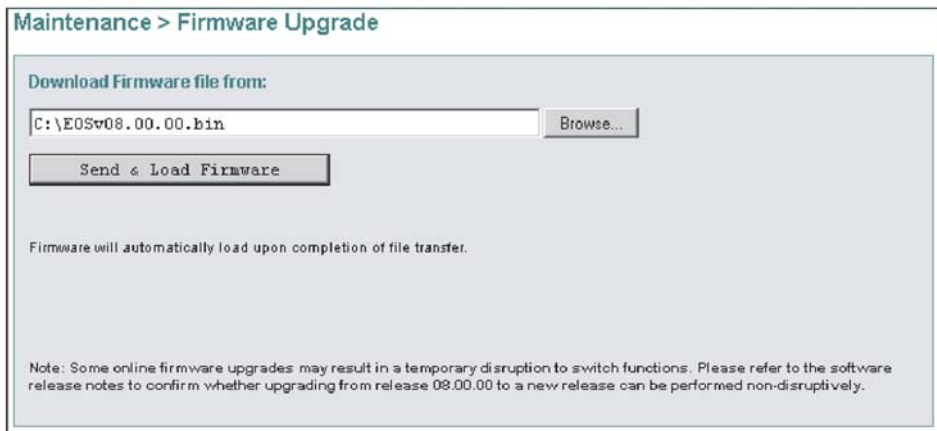 Maintenance > Firmware Upgrade
Download Firmware file from:
C:\EOSv08.00.00.bin
Browse...
Send & Load Firmware
Firmware will automatically load upon completion of file transfer.
Note: Some online firmware upgrades may result in a temporary disruption to switch functions. Please refer to the software
release notes to confirm whether upgrading from release 08.00.00 to a new release can be performed non-disruptively.